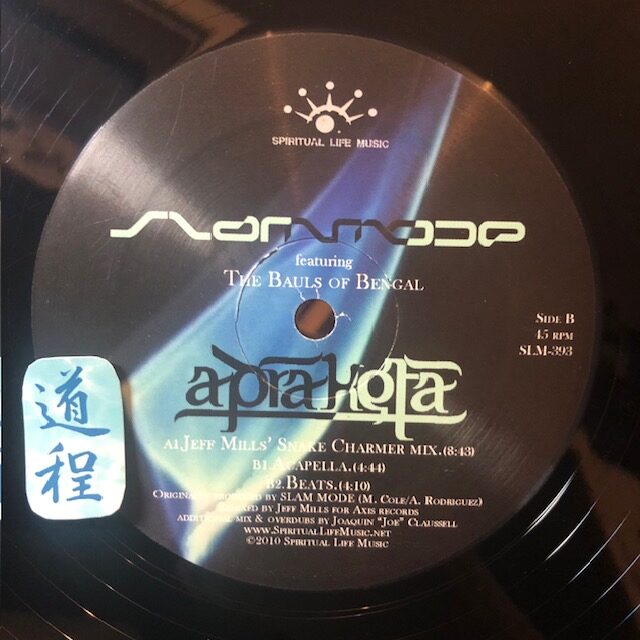 SPIRITUAL LIFE MUSIC
SLAM MODE
featuring
THE BAULS OF BENGAL
SIDE B
45 RPM
SLM-393
aprakota
A1.JEFF MILLS' SNAKE CHARMER MIX.(8:43)
B1.ACAPELLA.(4:44)
B2.BEATS.(4:10)
BY SLAM MODE (M. COLE/A. RODRIGUEZ)
BY JEFF MILLS FOR AXIS RECORDS
ADDITIONAL MIX & OVERDUBS BY JOAQUIN "JOE" CLAUSSELL
WWW.SPIRITUALLIFEMUSIC.NET
©2010 SPIRITUAL LIFE MUSIC
道程